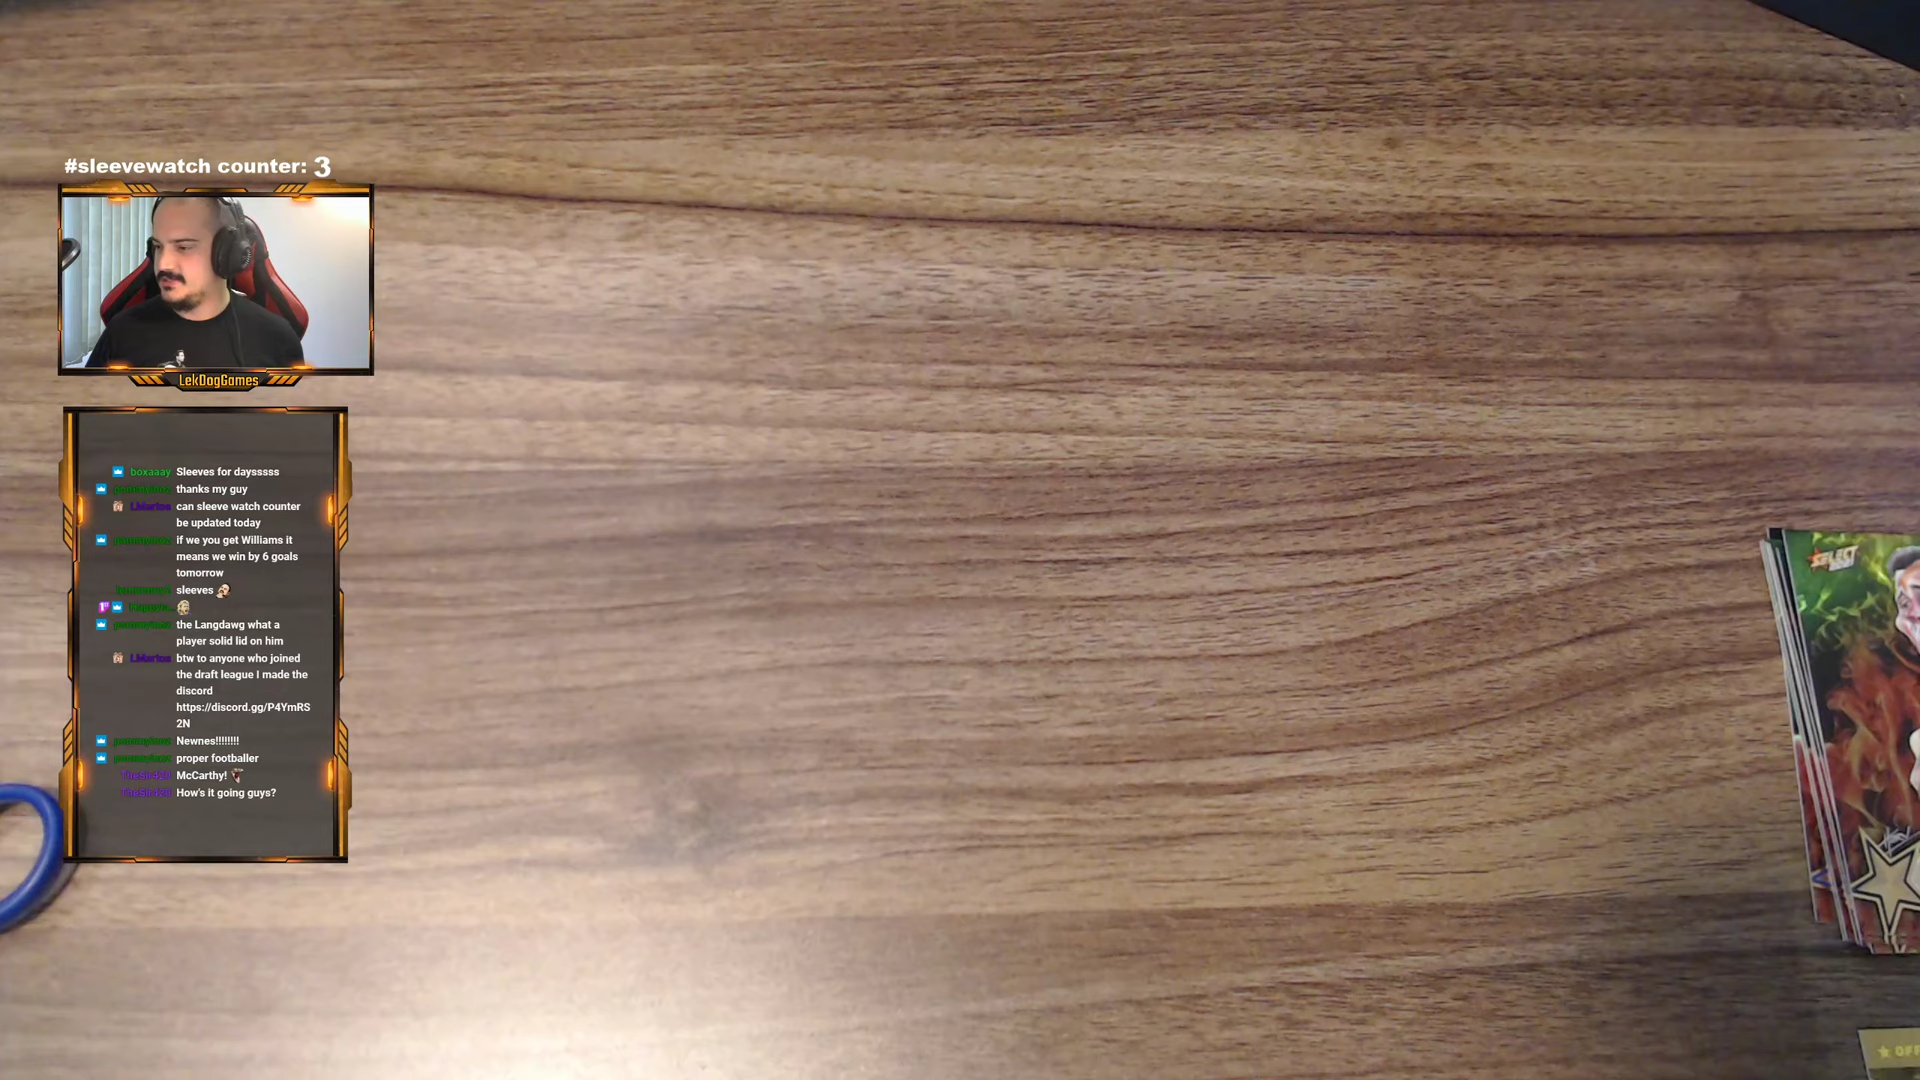 #sleevewatch counter: 3
LekDogGames
boxaaay Sleeves for daysssss
thanks my guy
can sleeve watch counter
be updated today
if we you get Williams it
means we win by 6 goals
tomorrow
sleeves
the Langdawg what a
player solid lid on him
btw to anyone who joined
the draft league I made the
discord
https://discord.gg/P4YmRS
2N
Newnes!!!!!!!!
proper footballer
McCarthy!
How's it going guys?
SELECT
OFF